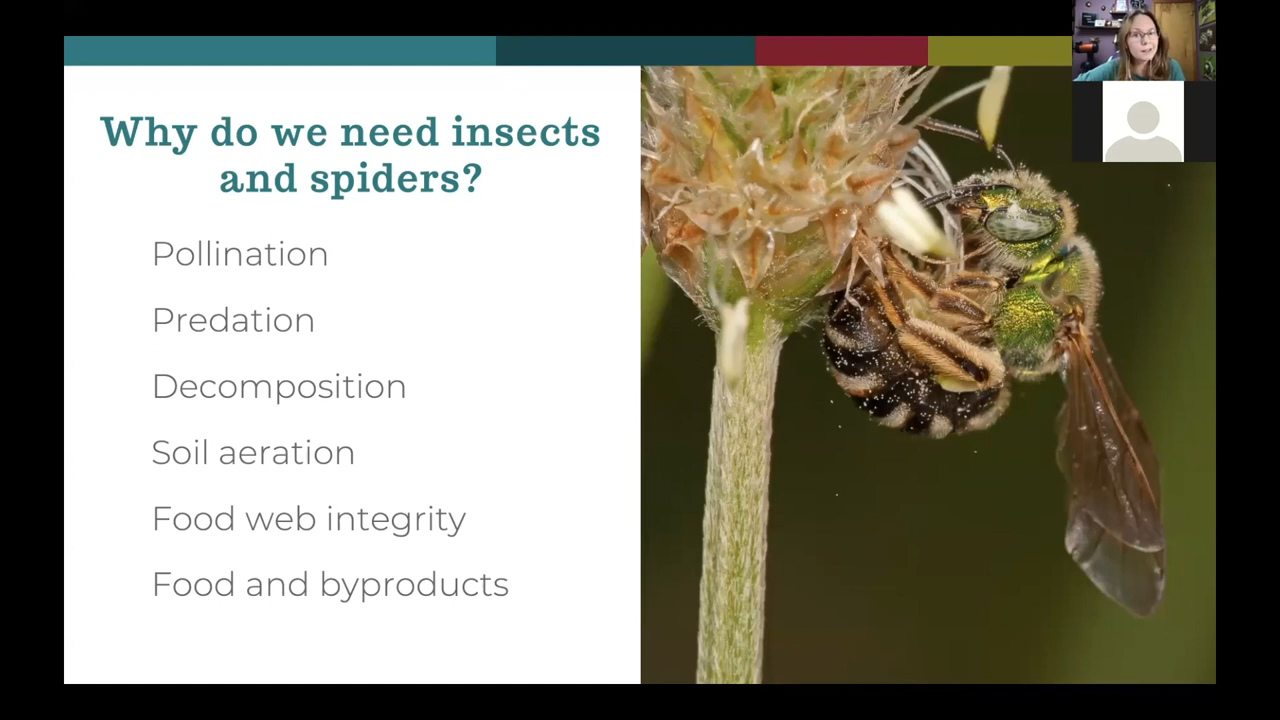 Why do we need insects
and spiders?
Pollination
Predation
Decomposition
Soil aeration
Food web integrity
Food and byproducts